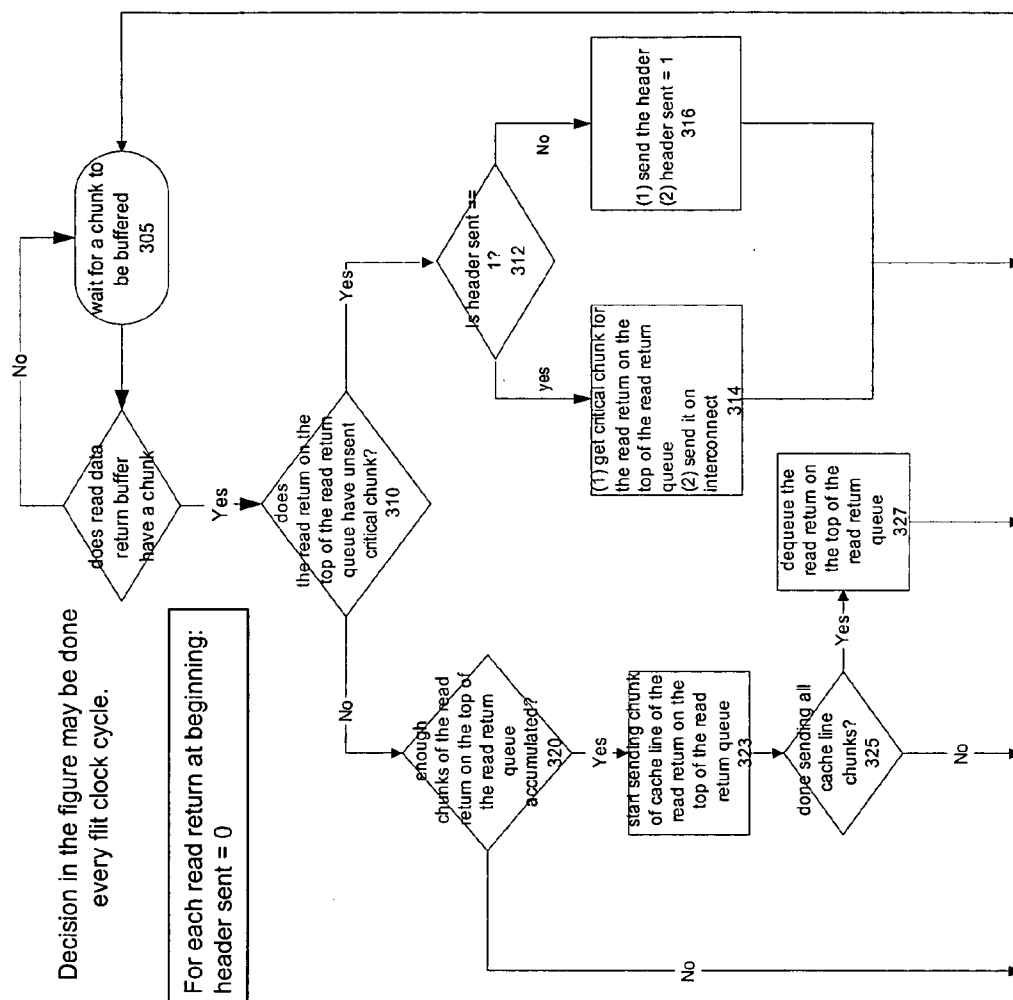 Decision in the figure may be done
every flit clock cycle.
For each read return at beginning:
header sent = 0
wait for a chunk to
be buffered
305
No
does read data
return buffer
have a chunk
Yes
does
the read return on the
top of the read return
queue have unsent
critical chunk?
310
Yes
No
Is header sent ==
1?
312
yes
No
(1) get critical chunk for
the read return on the
top of the read return
queue
(2) send it on
interconnect
314
(1) send the header
(2) header sent = 1
316
enough
chunks of the read
return on the top of
the read return
queue
accumulated?
320
Yes
No
start sending chunk
of cache line of the
read return on the
top of the read
return queue
323
done sending all
cache line
chunks?
325
Yes
No
dequeue the
read return on
the top of the
read return
queue
327